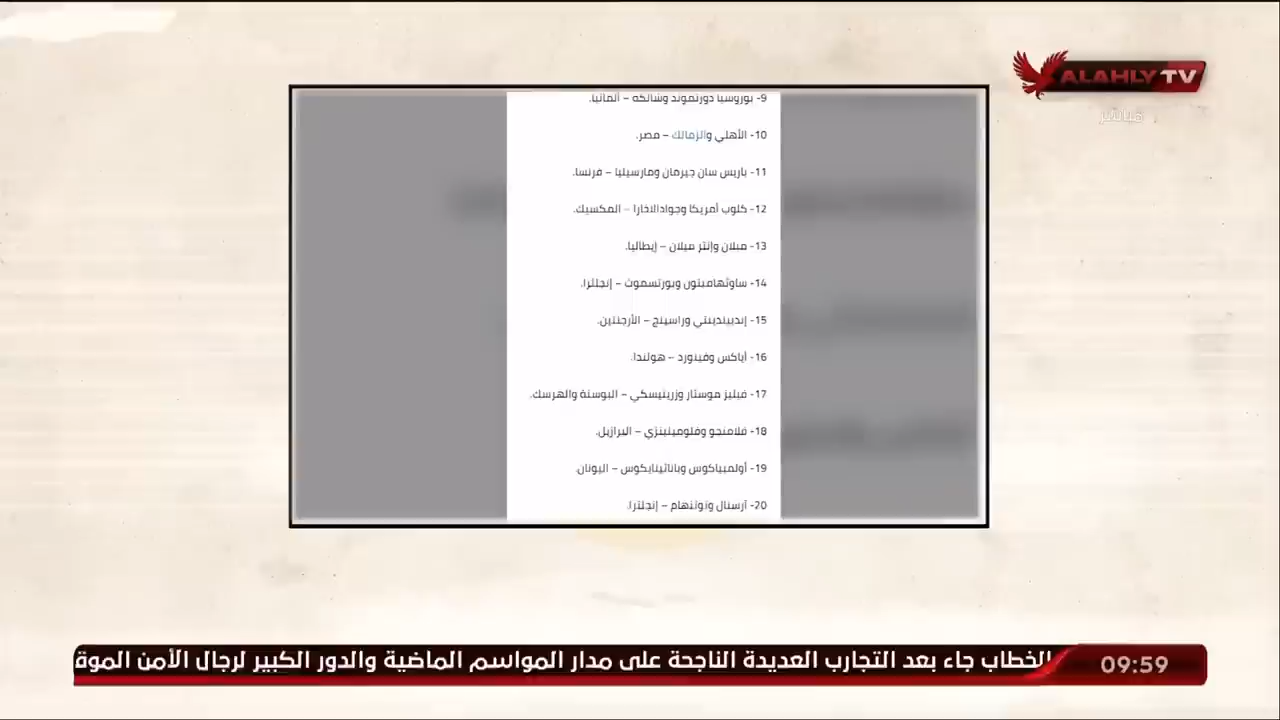 ALAHLY TV
مباشر
9- بوروسيا دورتموند وشالكه – ألمانيا.
10- الأهلي والزمالك – مصر.
11- باريس سان جيرمان ومارسيليا – فرنسا.
12- كلوب أمريكا وجوادالاخارا – المكسيك.
13- ميلان وإنتر ميلان – إيطاليا.
14- ساوثهامبتون وبورتسموث – إنجلترا.
15- إنديبنديينتي وراسينج – الأرجنتين.
16- أياكس وفينورد – هولندا.
17- فيليز موستار وزرينيسكي – البوسنة والهرسك.
18- فلامنجو وفلومينينزي – البرازيل.
19- أولمبياكوس وباناثينايكوس – اليونان.
20- آرسنال وتوتنهام – إنجلترا.
الخطاب جاء بعد التجارب العديدة الناجحة على مدار المواسم الماضية والدور الكبير لرجال الأمن الموق
09:59